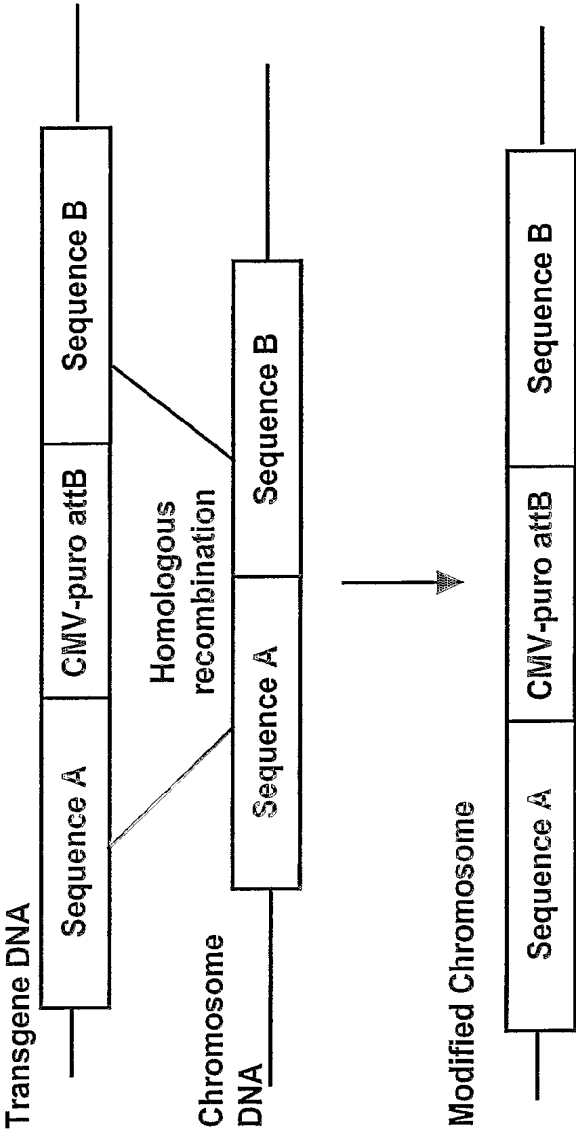 Transgene DNA
Sequence A
CMV-puro attB
Sequence B
Homologous
recombination
Chromosome
DNA
Sequence A
Sequence B
Modified Chromosome
Sequence A
CMV-puro attB
Sequence B